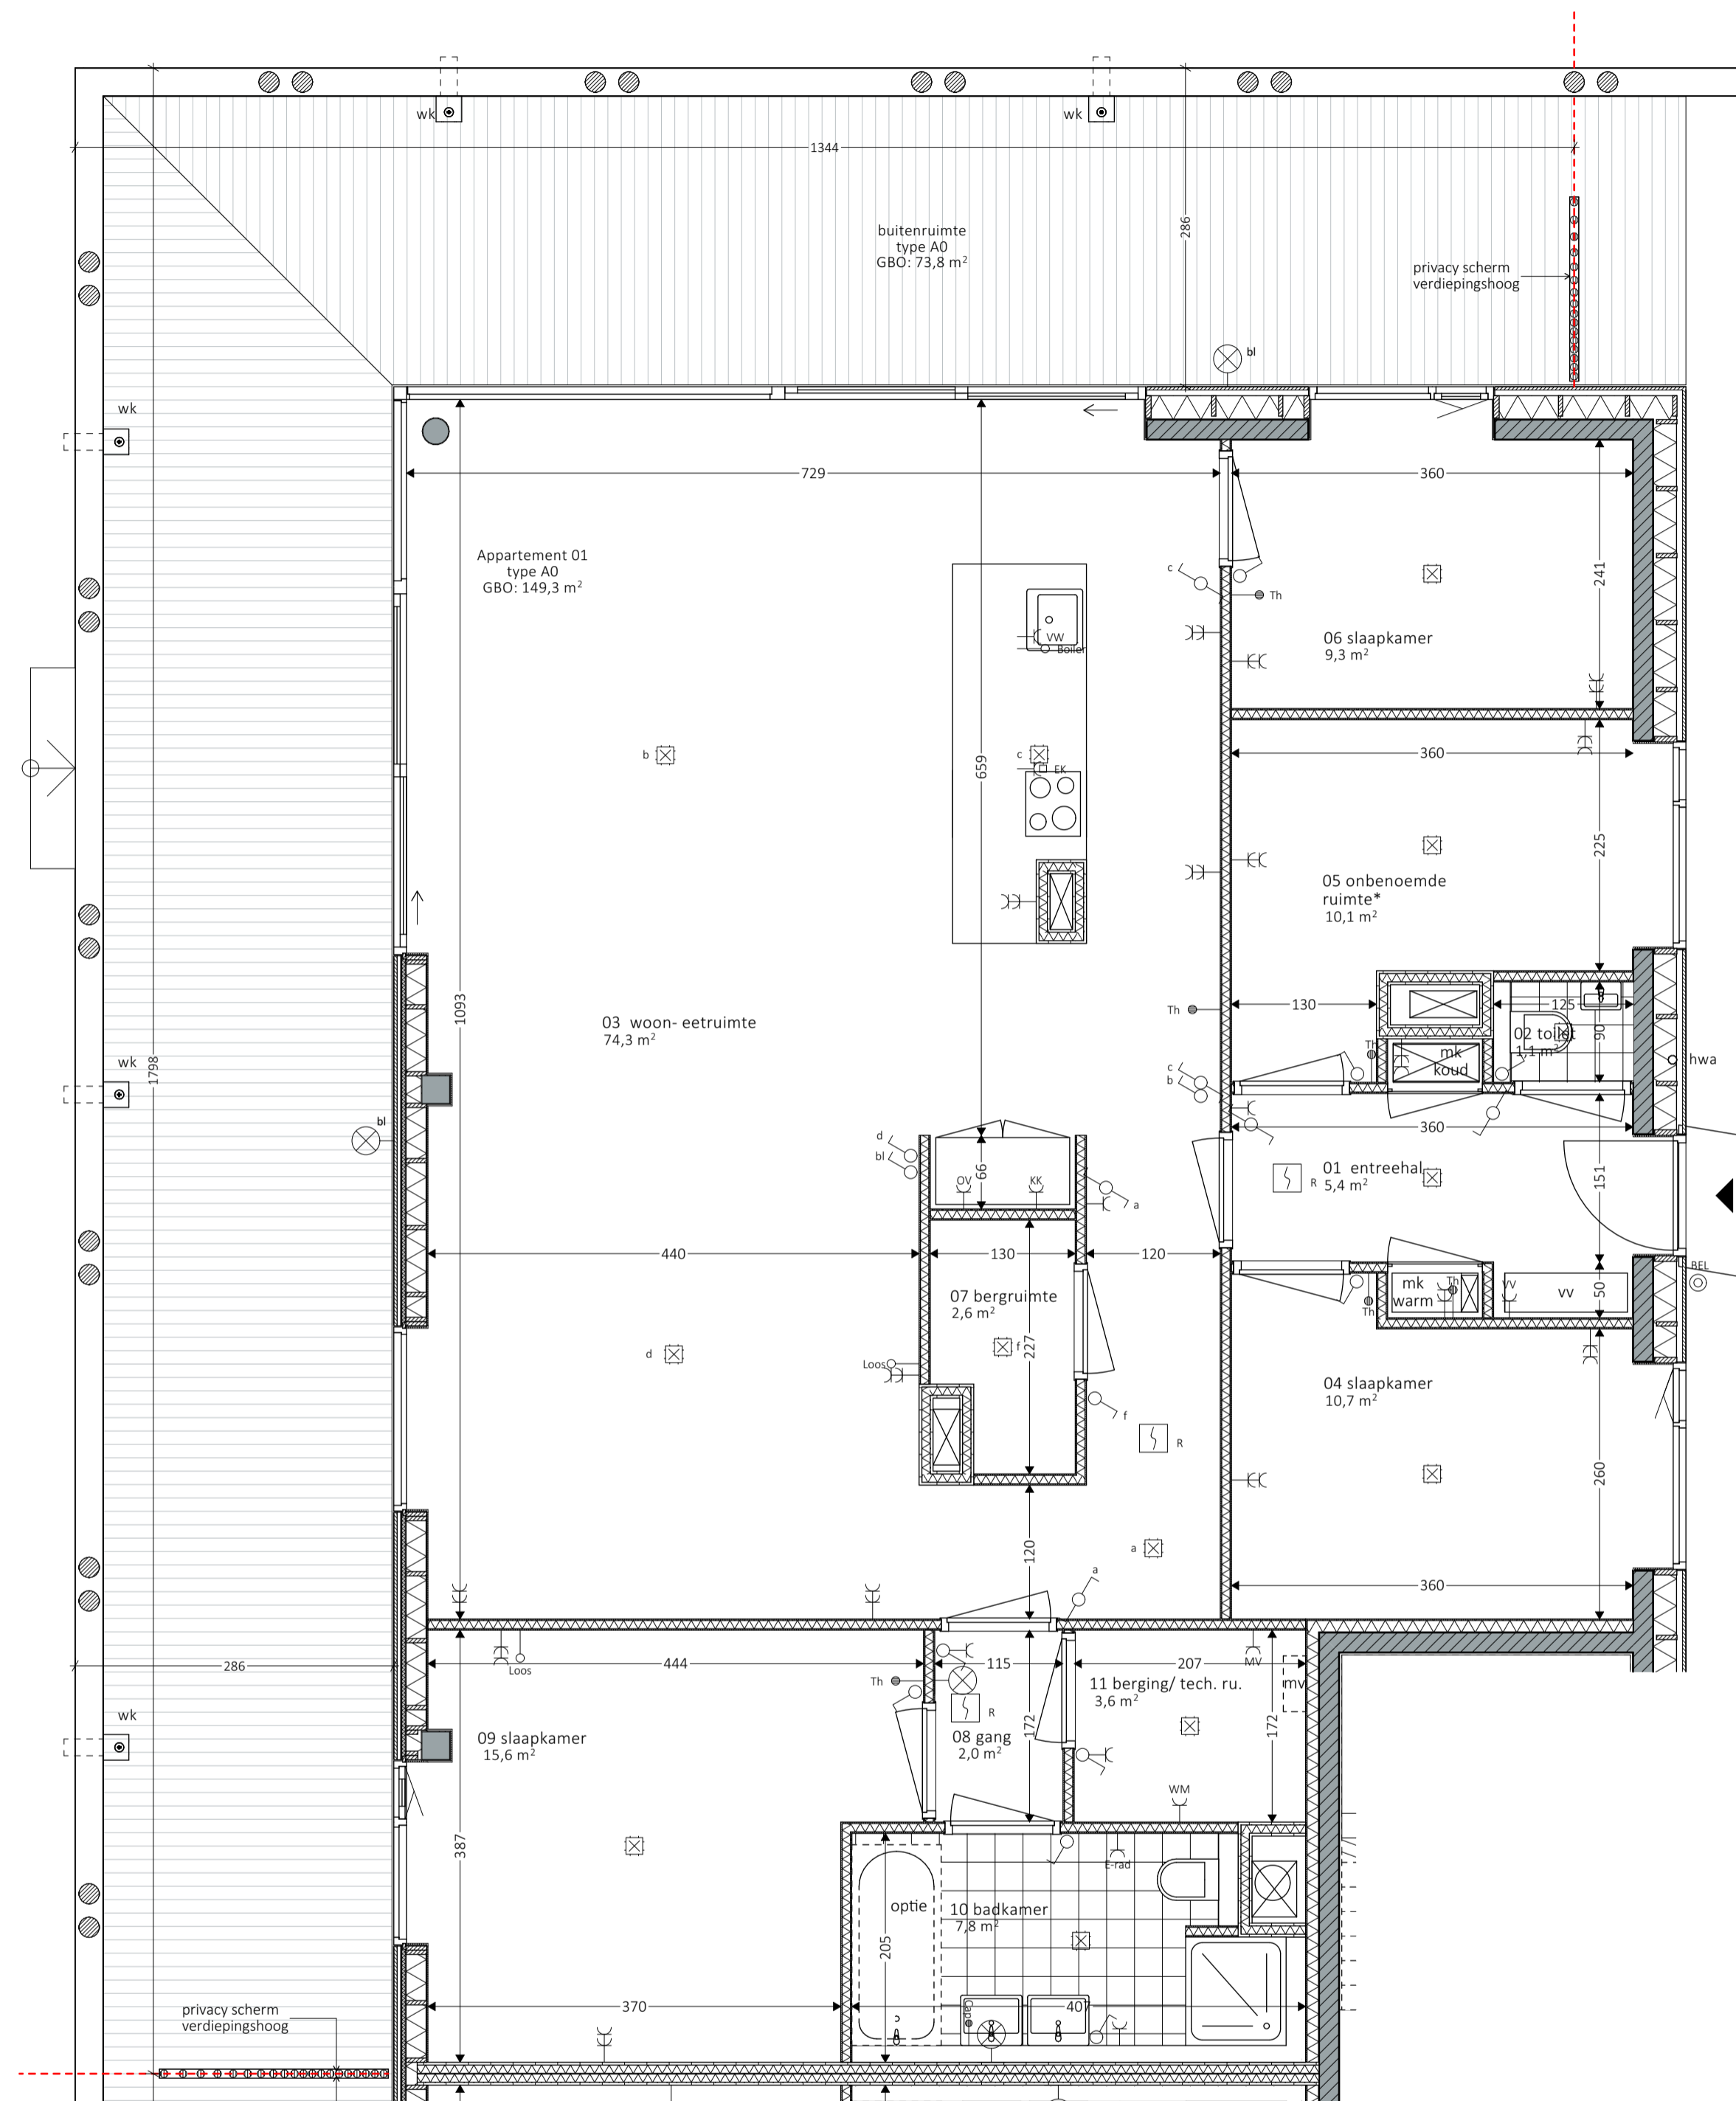 wk
wk
1344
286
buitenruimte
type A0
GBO: 73,8 m²
privacy scherm
verdiepingshoog
bl
wk
729
360
Appartement 01
type A0
GBO: 149,3 m²
241
c
Th
VW
Boiler
06 slaapkamer
9,3 m²
b
c
EK
659
360
225
05 onbenoemde
ruimte*
10,1 m²
1093
03 woon- eetruimte
74,3 m²
Th
130
125
90
02 toilet
1,1 m²
Th
mk
koud
hwa
wk
1798
c
b
bl
360
d
bl
66
OV
KK
a
R
01 entreehal
5,4 m²
151
440
130
120
BEL
07 bergruimte
2,6 m²
mk
warm
Th
VV
vv
50
Th
d
f
227
Loos
04 slaapkamer
10,7 m²
f
R
260
120
a
a
360
286
Loos
444
115
207
MV
mv
Th
R
11 berging/ tech. ru.
3,6 m²
wk
09 slaapkamer
15,6 m²
172
08 gang
2,0 m²
172
WM
387
E-rad
optie
10 badkamer
7,8 m²
205
370
407
Cap
privacy scherm
verdiepingshoog